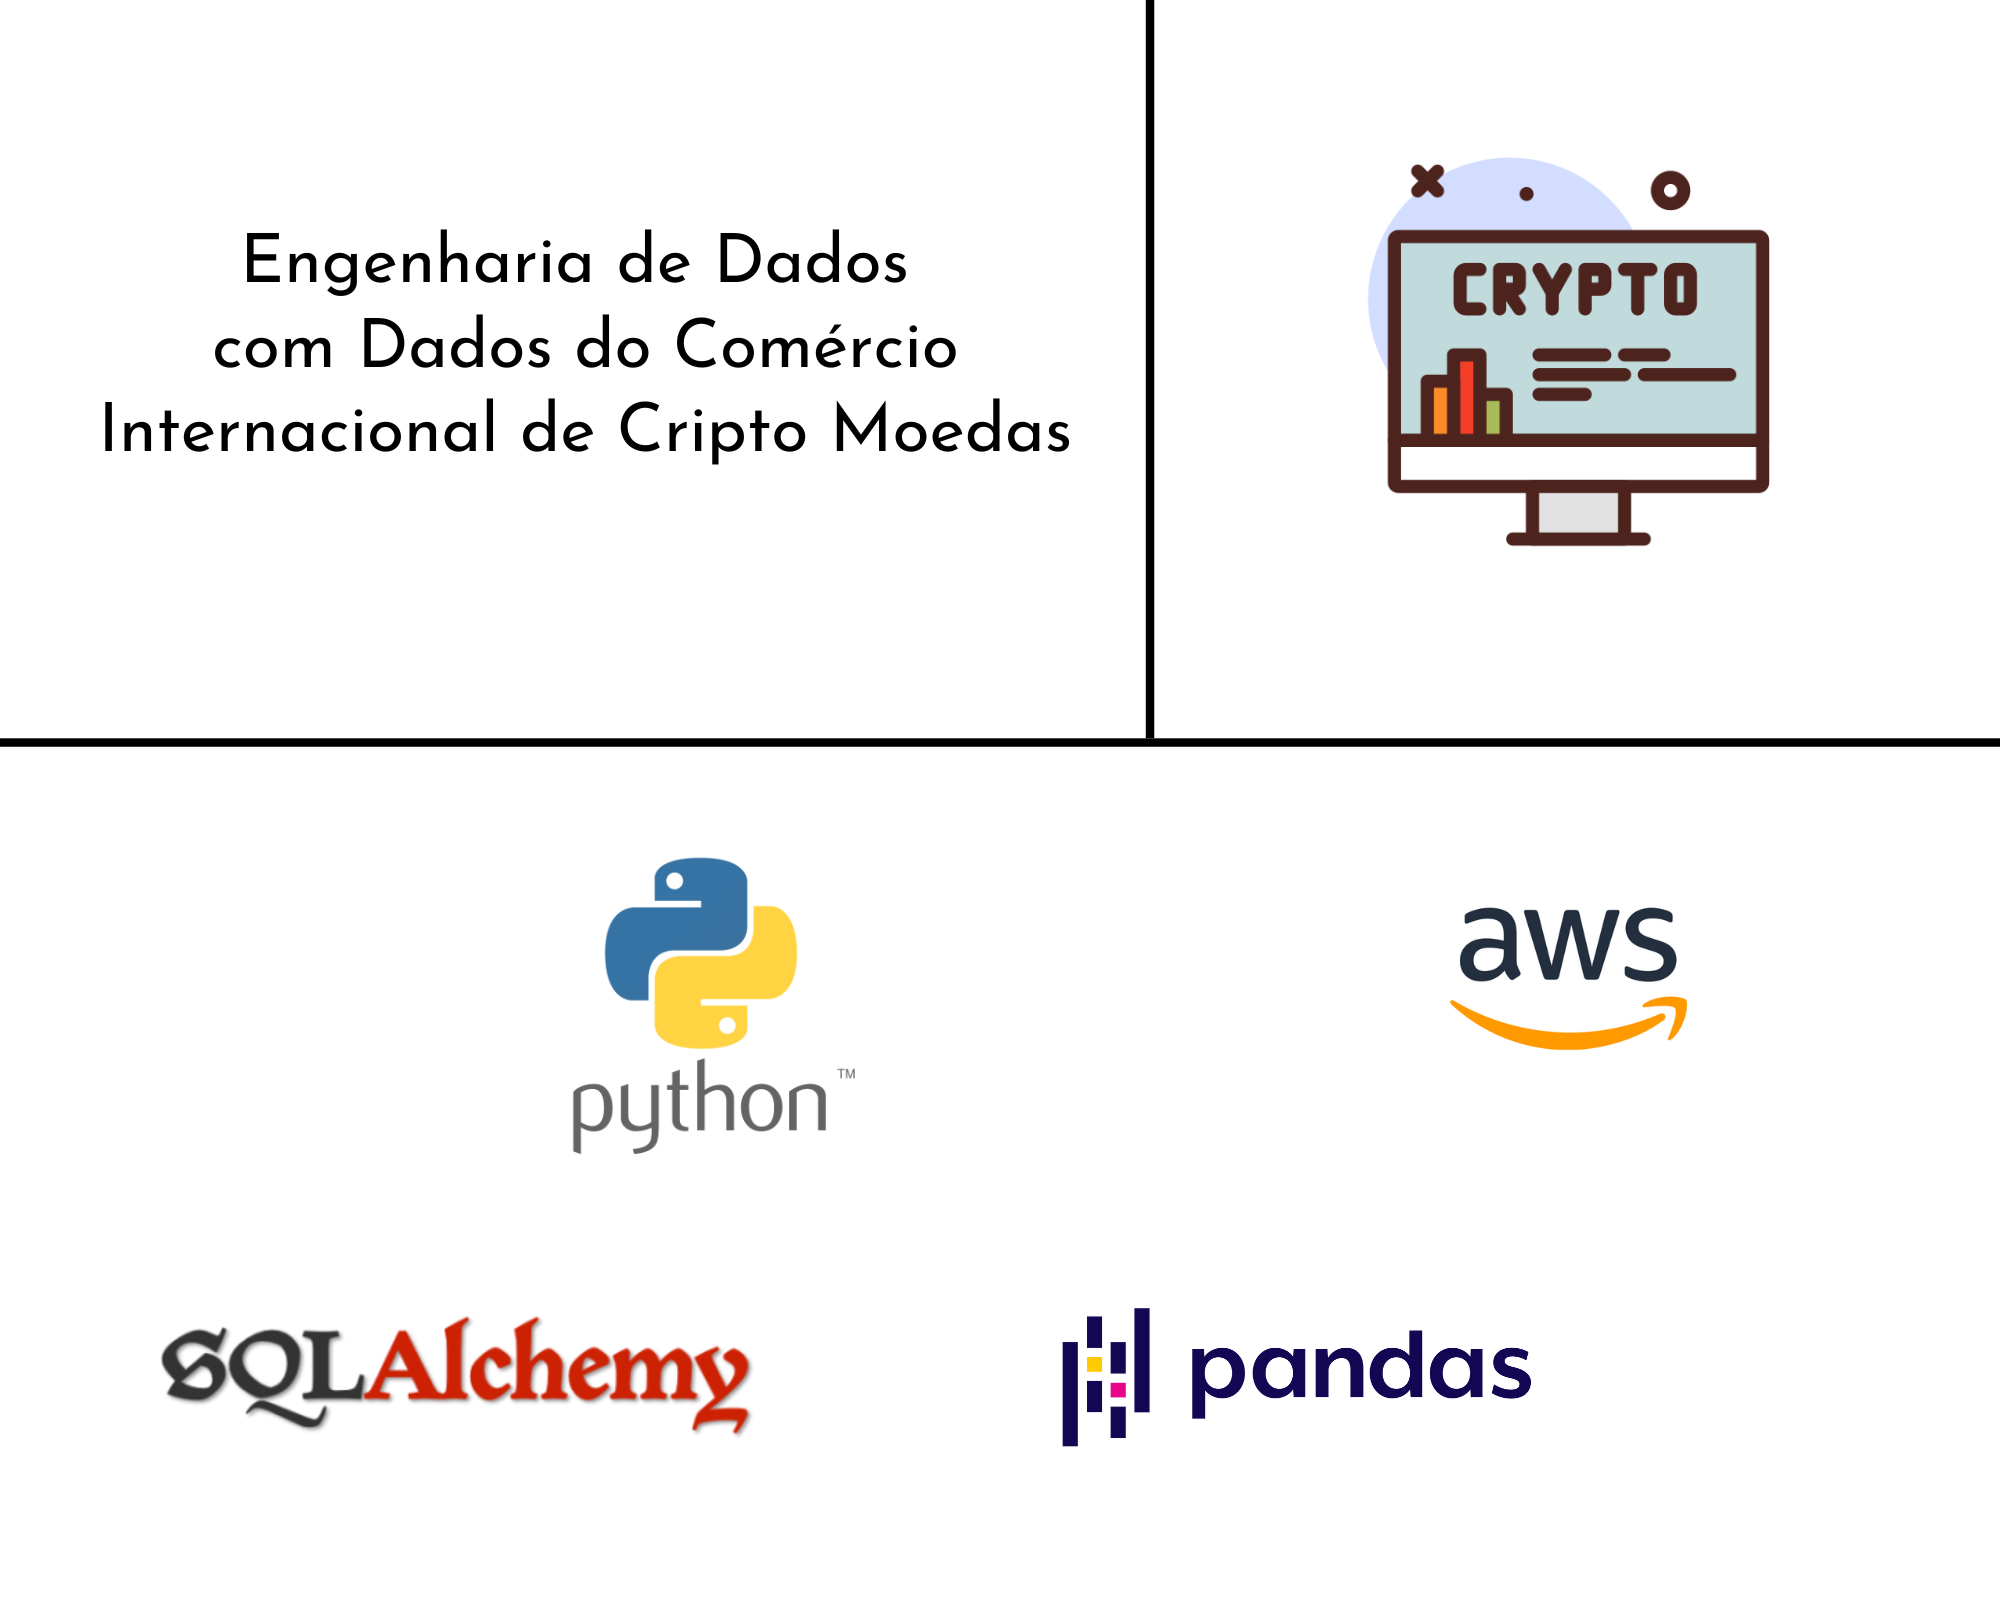 Engenharia de Dados
com Dados do Comércio
Internacional de Cripto Moedas
CRYPTO
python™
aws
SQLAlchemy
pandas